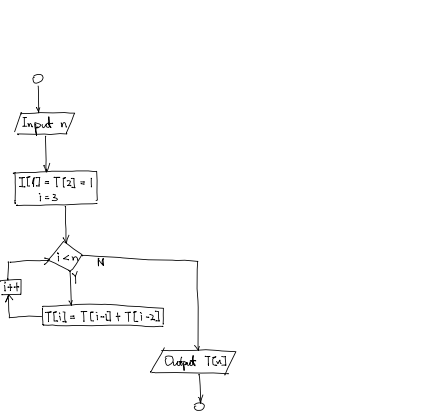 Input n
T[1] = T[2] = 1
i=3
i<n
N
Y
i++
T[i] = T[i-1] + T[i-2]
Output T[n]